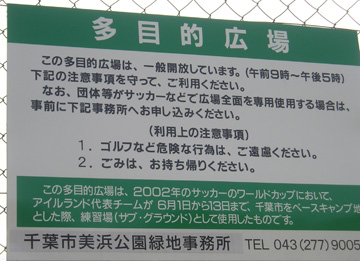 多目的広場
この多目的広場は、一般開放しています。(午前9時～午後5時)
下記の注意事項を守って、ご利用ください。
なお、団体等がサッカーなどで広場全面を専用使用する場合は、
事前に下記事務所へお申し込みください。
(利用上の注意事項)
1．ゴルフなど危険な行為は、ご遠慮ください。
2．ごみは、お持ち帰りください。
この多目的広場は、2002年のサッカーのワールドカップにおいて、
アイルランド代表チームが 6月1日から13日まで、千葉市をベースキャンプ地
とした際、練習場(サブ・グラウンド)として使用したものです。
千葉市美浜公園緑地事務所 TEL 043(277)9005